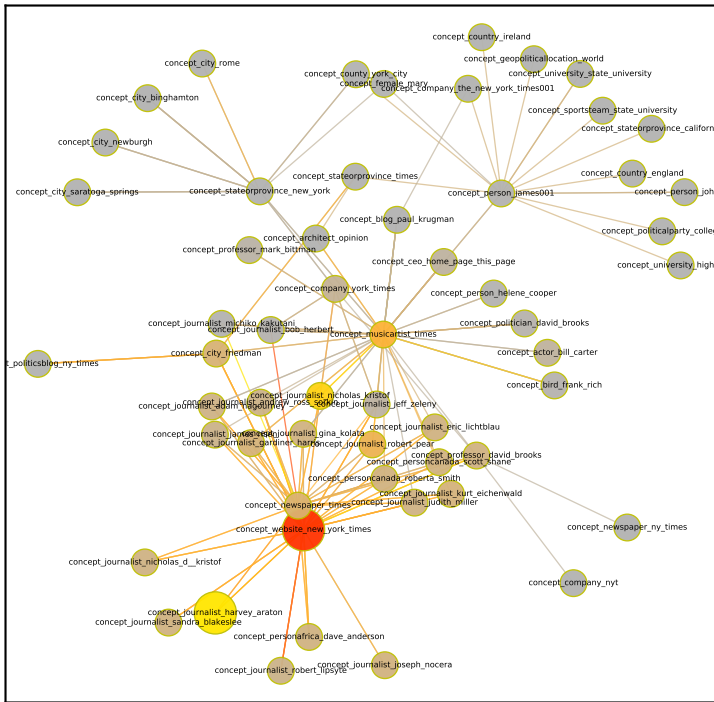 concept_country_ireland
concept_geopoliticallocation_world
concept_city_rome
concept_county_york_city
concept_university_state_university
concept_female_mary
concept_company_the_new_york_times001
concept_city_binghamton
concept_sportsteam_state_university
concept_stateorprovince_californ
concept_city_newburgh
concept_stateorprovince_times
concept_country_england
concept_city_saratoga_springs
concept_stateorprovince_new_york
concept_person_james001
concept_person_joh
concept_blog_paul_krugman
concept_politicalparty_colle
concept_architect_opinion
concept_professor_mark_bittman
concept_ceo_home_page_this_page
concept_university_high
concept_company_york_times
concept_person_helene_cooper
concept_journalist_michiko_kakutani
concept_journalist_bob_herbert
concept_musicartist_times
concept_politician_david_brooks
concept_city_friedman
concept_actor_bill_carter
t_politicsblog_ny_times
concept_bird_frank_rich
concept_journalist_nicholas_kristof
concept_journalist_jeff_zeleny
concept_journalist_adam_nagourney
concept_journalist_eric_lichtblau
concept_journalist_gina_kolata
concept_journalist_gardiner_harris
concept_journalist_robert_pear
concept_professor_david_brooks
concept_personcanada_scott_shane
concept_personcanada_roberta_smith
concept_journalist_kurt_eichenwald
concept_journalist_judith_miller
concept_newspaper_times
concept_website_new_york_times
concept_newspaper_ny_times
concept_journalist_nicholas_d__kristof
concept_company_nyt
concept_journalist_harvey_araton
concept_journalist_sandra_blakeslee
concept_personafrica_dave_anderson
concept_journalist_joseph_nocera
concept_journalist_robert_lipsyte